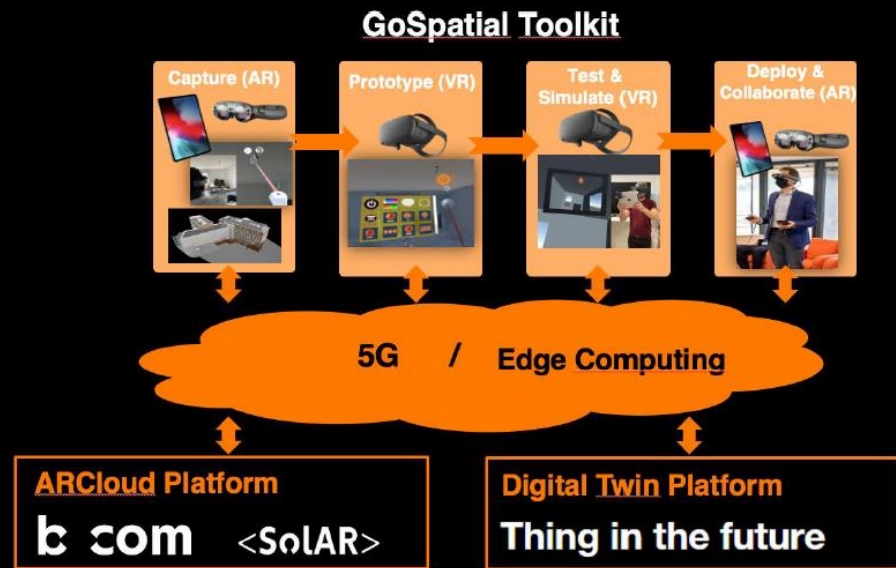 GoSpatial Toolkit
Capture (AR)
Prototype (VR)
Test &
Simulate (VR)
Deploy &
Collaborate (AR)
5G / Edge Computing
ARCloud Platform
b com <SolAR>
Digital Twin Platform
Thing in the future